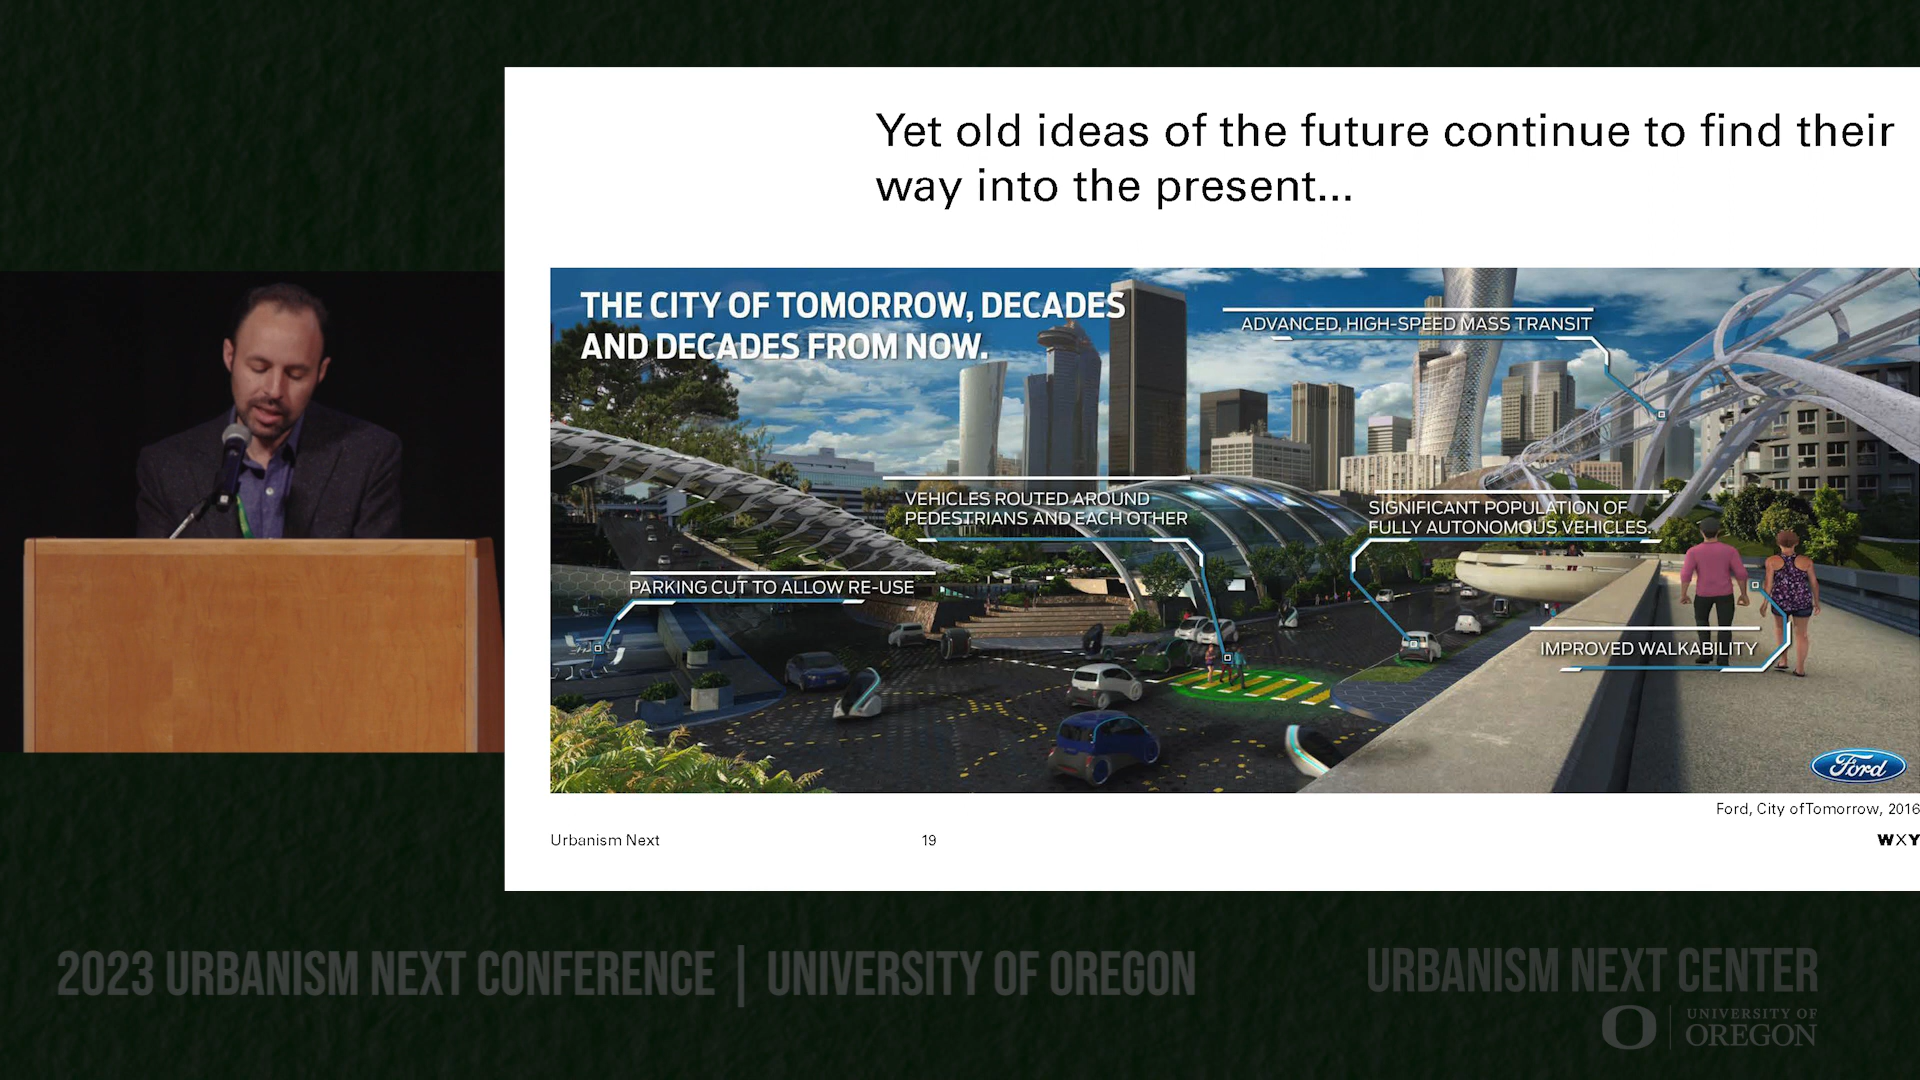 Yet old ideas of the future continue to find their
way into the present...
THE CITY OF TOMORROW, DECADES
AND DECADES FROM NOW.
ADVANCED, HIGH-SPEED MASS TRANSIT
VEHICLES ROUTED AROUND
PEDESTRIANS AND EACH OTHER
SIGNIFICANT POPULATION OF
FULLY AUTONOMOUS VEHICLES.
PARKING CUT TO ALLOW RE-USE
IMPROVED WALKABILITY
Ford
Ford, City of Tomorrow, 2016
Urbanism Next
19
WXY
2023 URBANISM NEXT CONFERENCE | UNIVERSITY OF OREGON
URBANISM NEXT CENTER
O
UNIVERSITY OF
OREGON